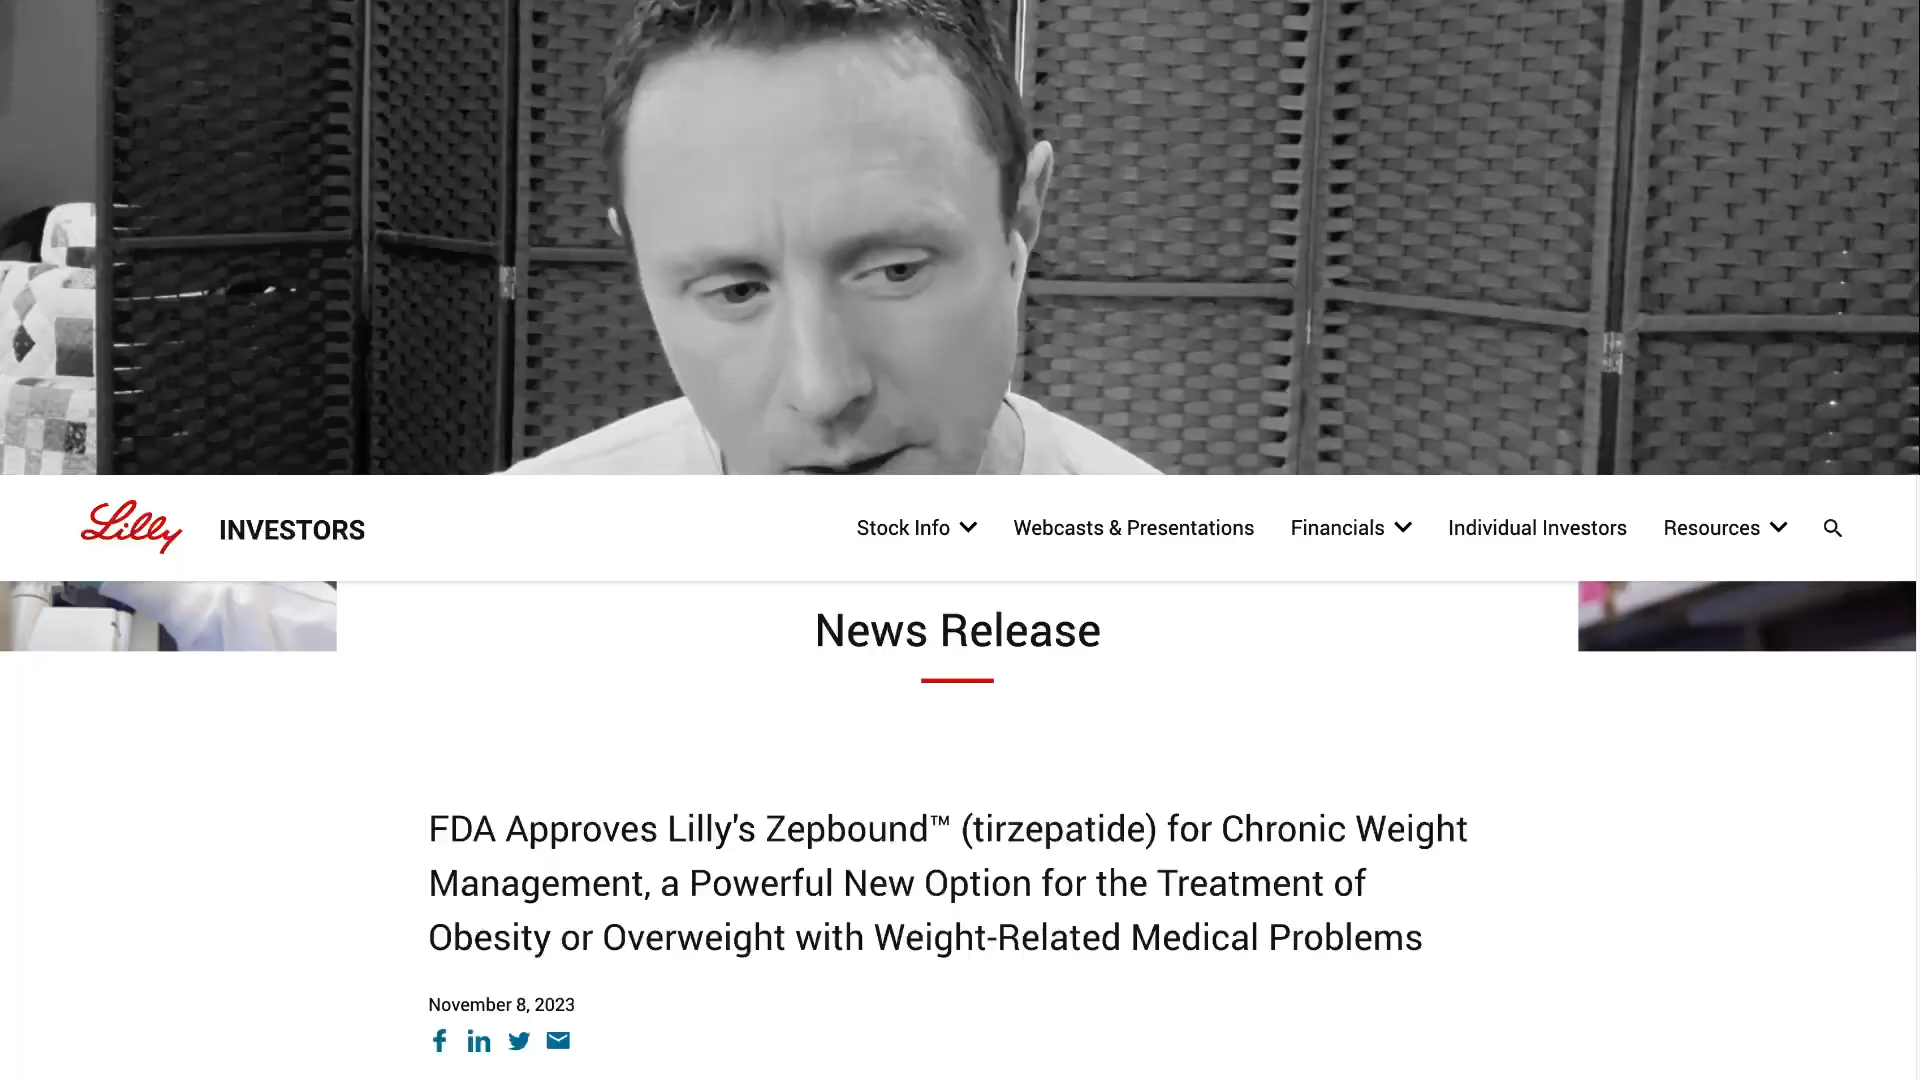 Lilly INVESTORS Stock Info Webcasts & Presentations Financials Individual Investors Resources
News Release
FDA Approves Lilly's Zepbound™ (tirzepatide) for Chronic Weight
Management, a Powerful New Option for the Treatment of
Obesity or Overweight with Weight-Related Medical Problems
November 8, 2023